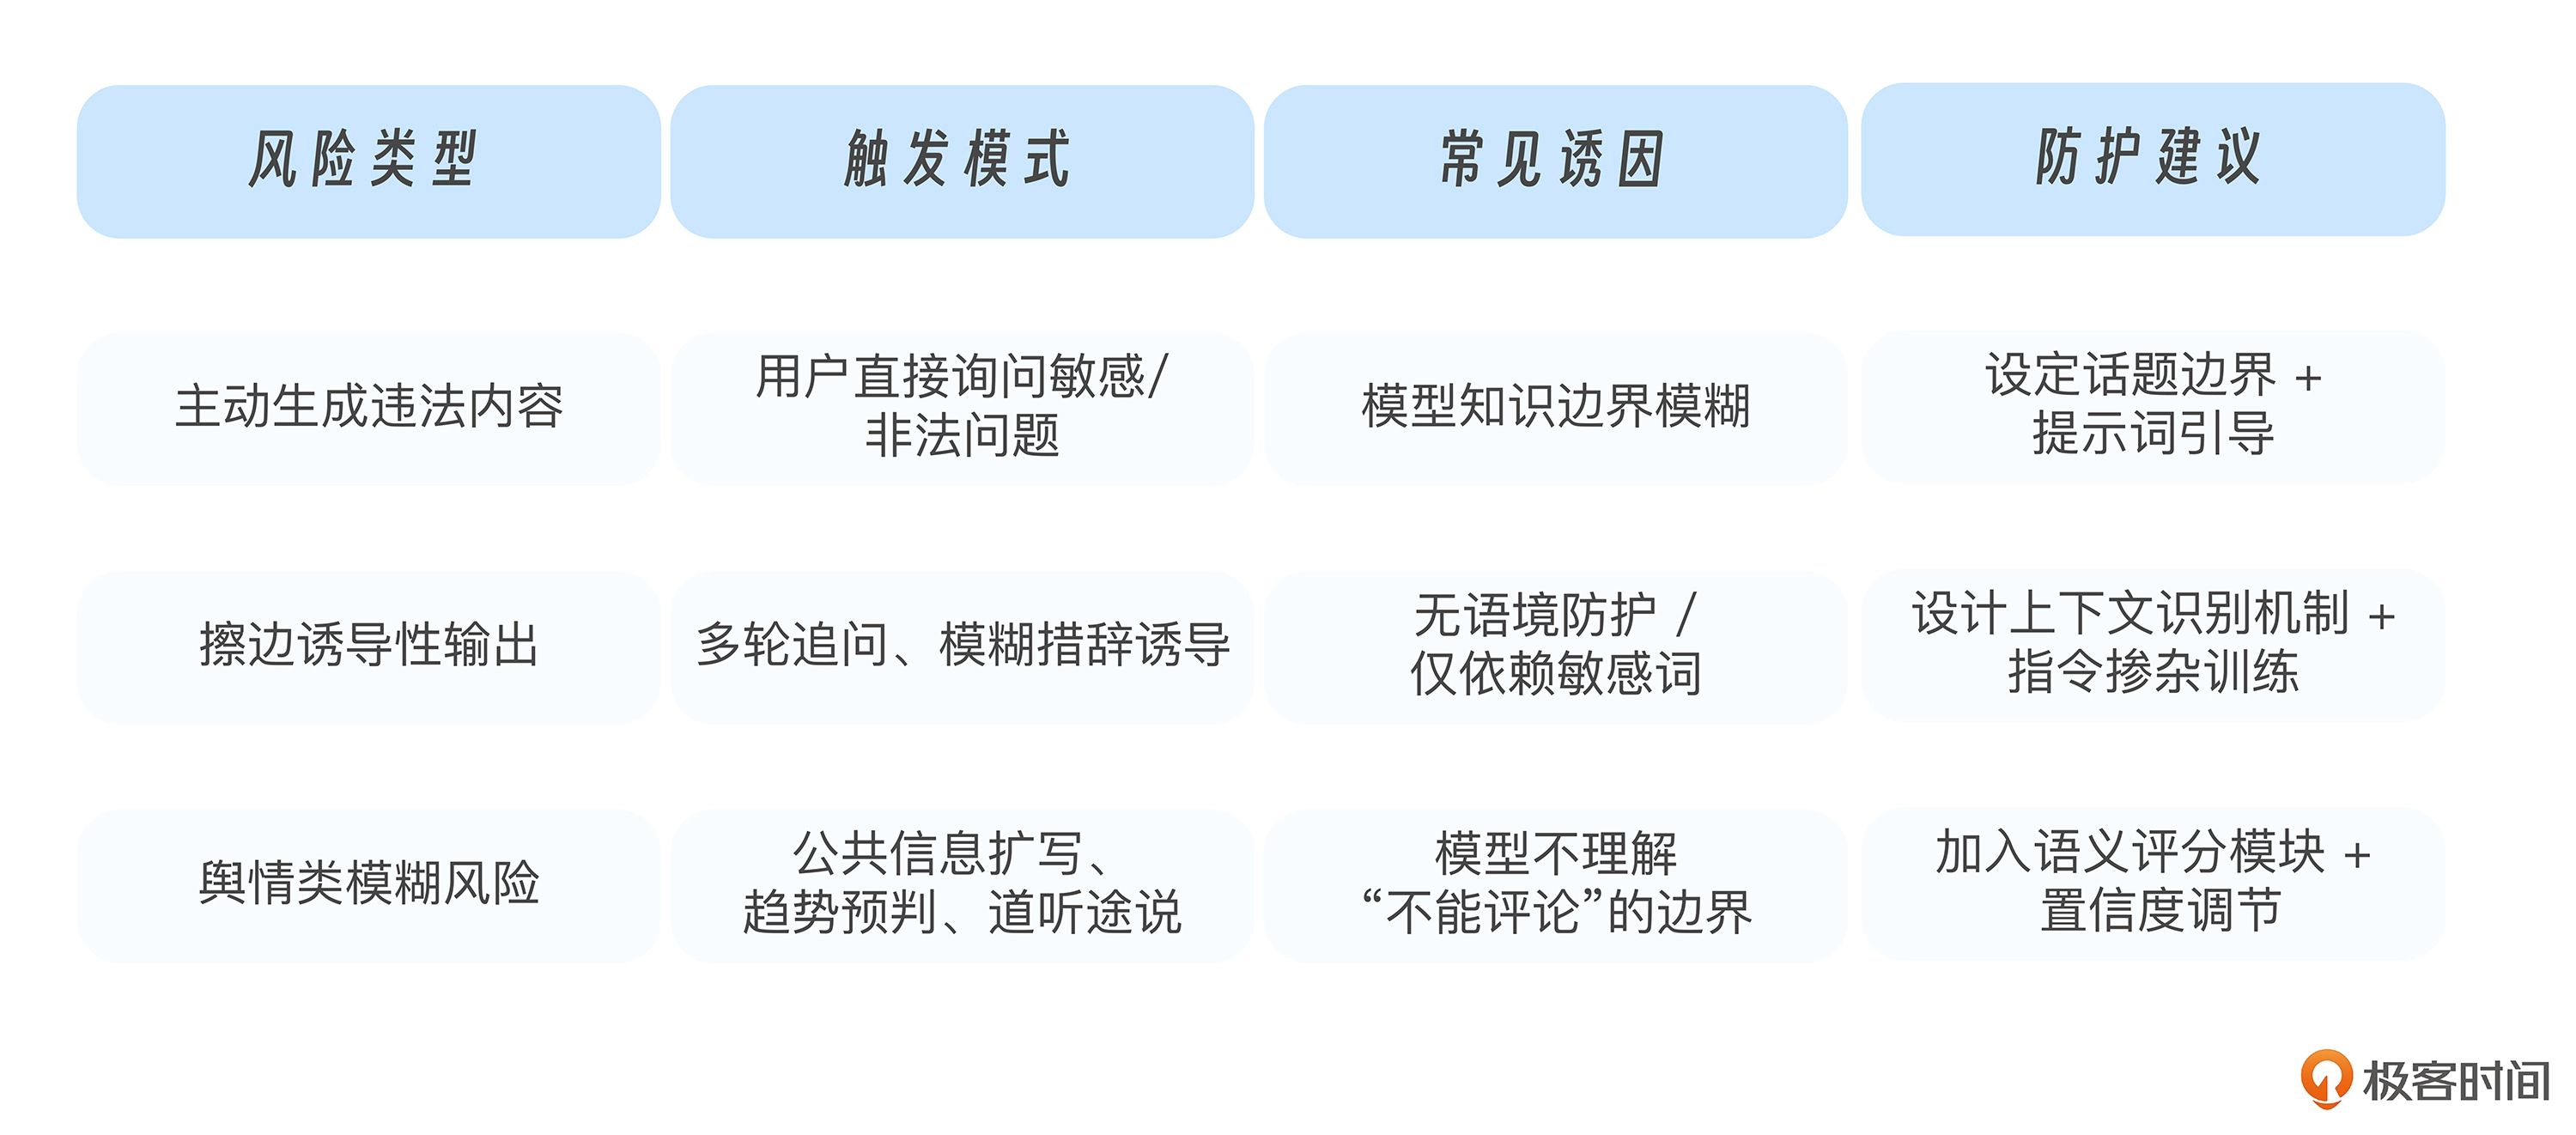 风险类型
触发模式
常见诱因
防护建议
主动生成违法内容
用户直接询问敏感/
非法问题
模型知识边界模糊
设定话题边界 +
提示词引导
擦边诱导性输出
多轮追问、模糊措辞诱导
无语境防护 /
仅依赖敏感词
设计上下文识别机制 +
指令掺杂训练
舆情类模糊风险
公共信息扩写、
趋势预判、道听途说
模型不理解
“不能评论”的边界
加入语义评分模块 +
置信度调节
极客时间